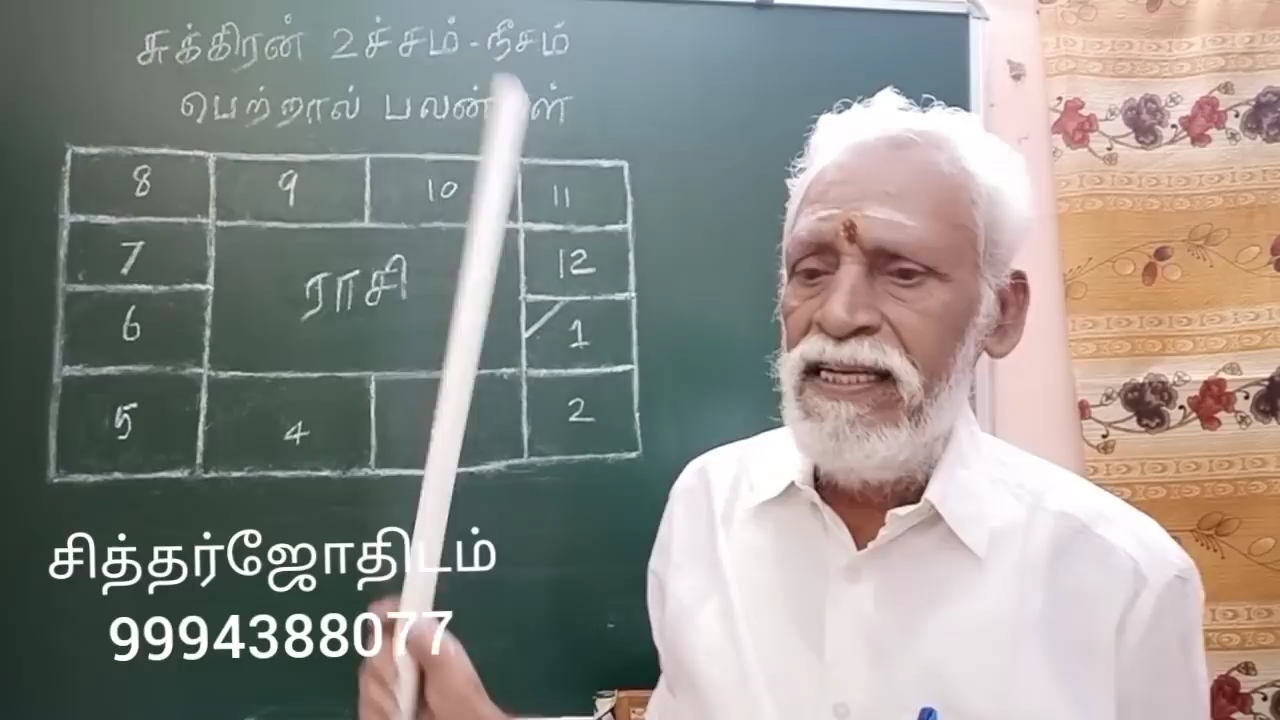 சுக்கிரன் உச்சம் - நீசம்
பெற்றால்
8 9 10 11
7 ராசி 12
6 1
5 4 2
சித்தர்ஜோதிடம்
9994388077